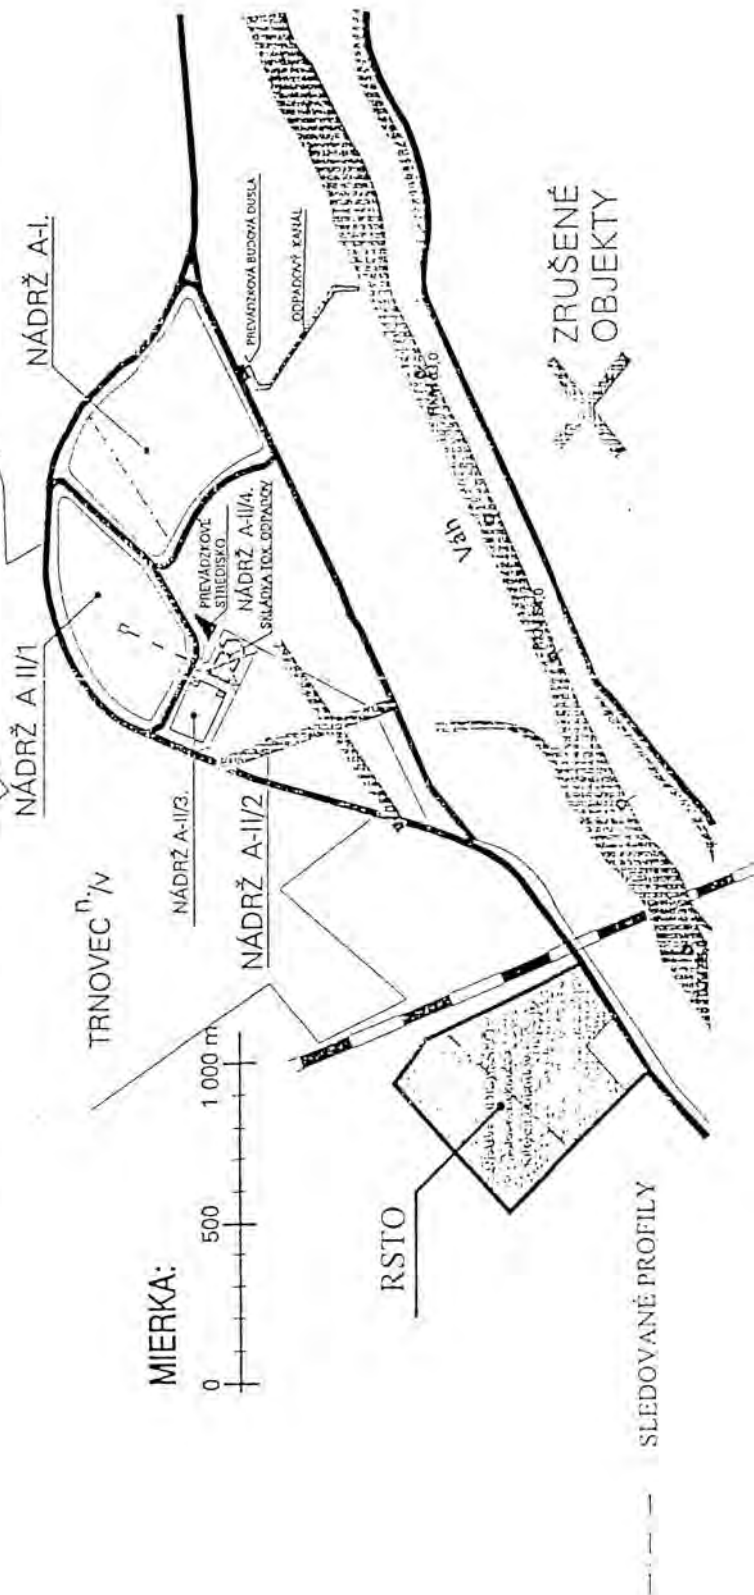 NÁDRŽ A-I.
NÁDRŽ A II/1
PREVÁDZKOVÁ BUDOVA DUSLA
ODPADOVÝ KANÁL
PREVÁDZKOVÉ
STREDISKO
NÁDRŽ A-II/4.
SKLÁDKA TOX. ODPADOV
NÁDRŽ A-II/3.
NÁDRŽ A-II/2
TRNOVEC n/V
Váh
ZRUŠENÉ
OBJEKTY
MIERKA:
0 500 1 000 m
RSTO
SLEDOVANÉ PROFILY